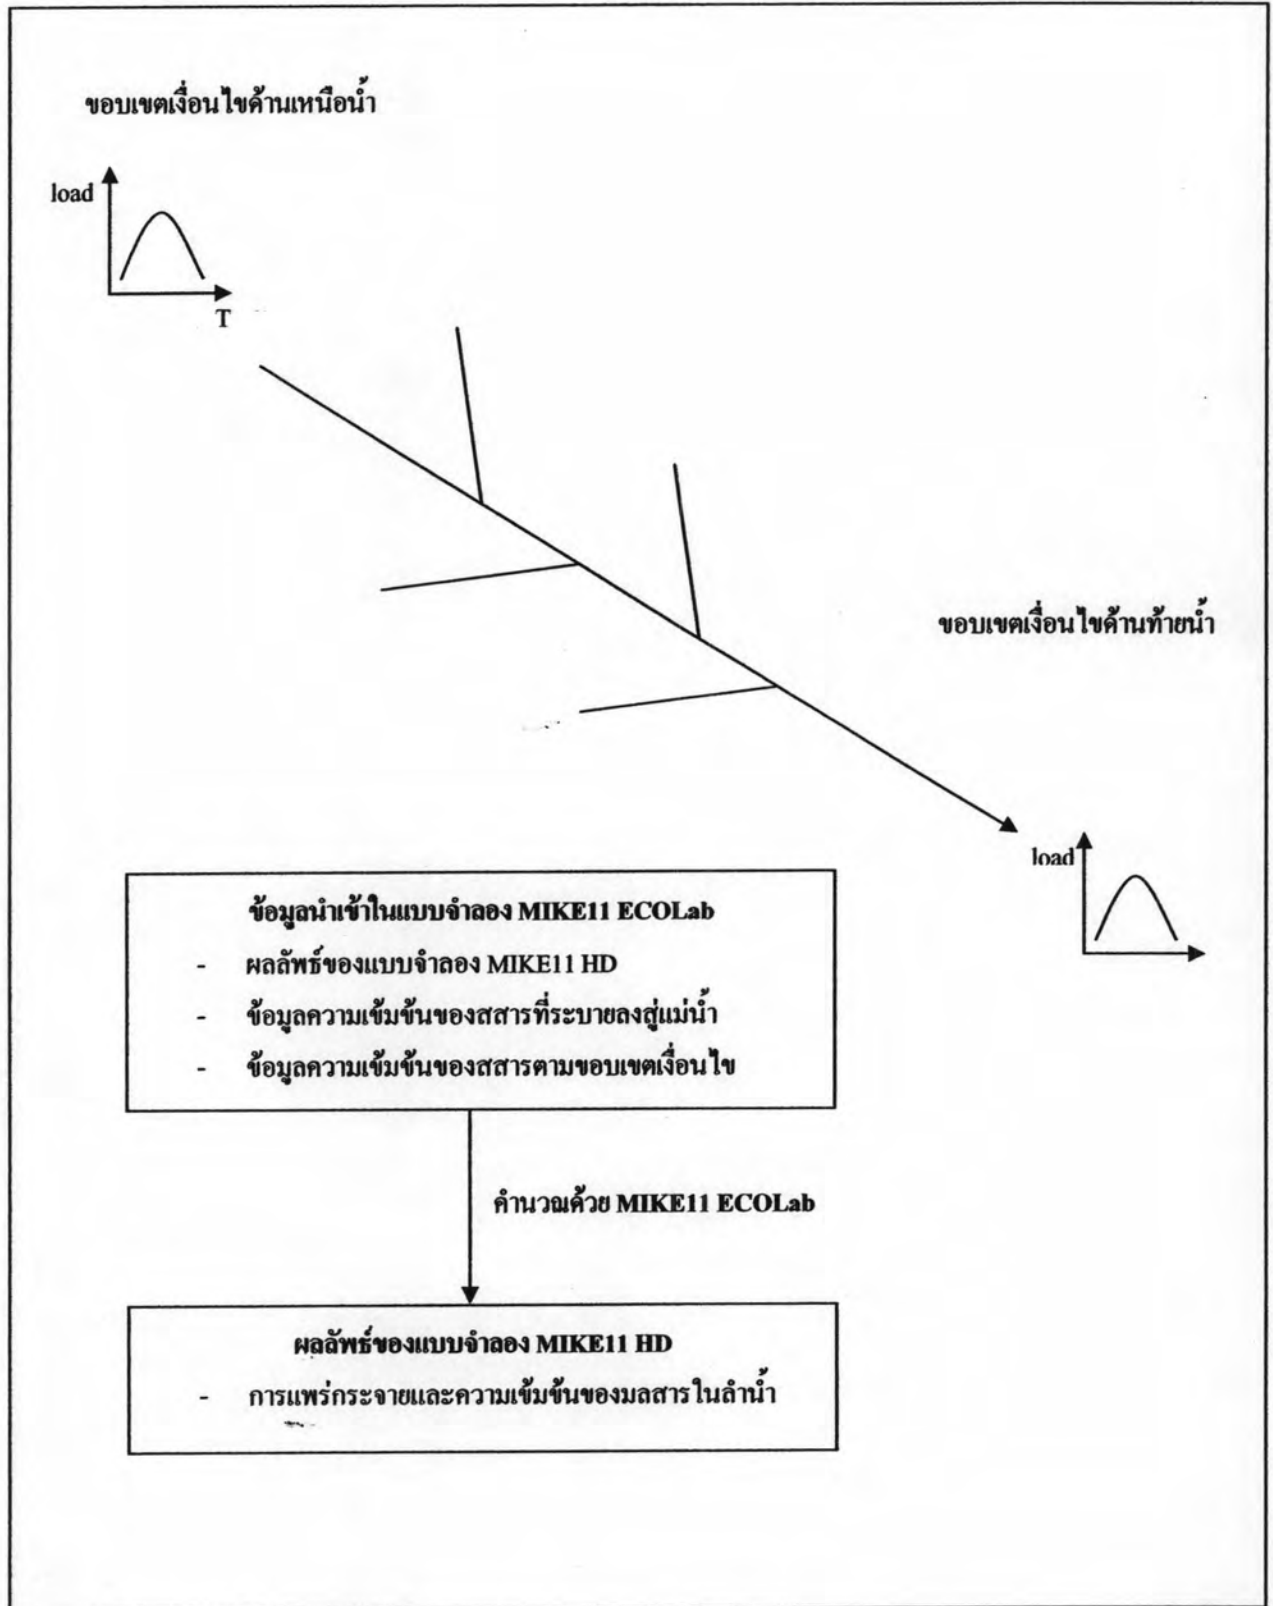 ขอบเขตเงื่อนไขด้านเหนือน้ำ
load
T
ขอบเขตเงื่อนไขด้านท้ายน้ำ
load
ข้อมูลนำเข้าในแบบจำลอง MIKE11 ECOLab
- ผลลัพธ์ของแบบจำลอง MIKE11 HD
- ข้อมูลความเข้มข้นของสสารที่ระบายลงสู่แม่น้ำ
- ข้อมูลความเข้มข้นของสสารตามขอบเขตเงื่อนไข
คำนวณด้วย MIKE11 ECOLab
ผลลัพธ์ของแบบจำลอง MIKE11 HD
- การแพร่กระจายและความเข้มข้นของมลสารในลำน้ำ